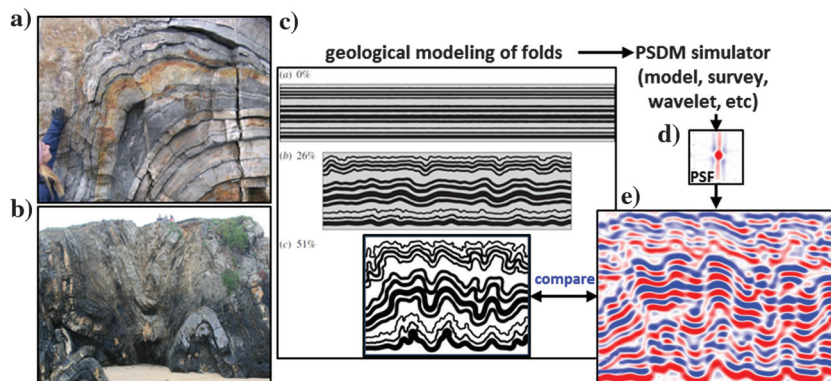 a)
b)
c)
geological modeling of folds
(a) 0%
(b) 26%
(c) 51%
compare
PSDM simulator
(model, survey,
wavelet, etc)
d)
PSF
e)